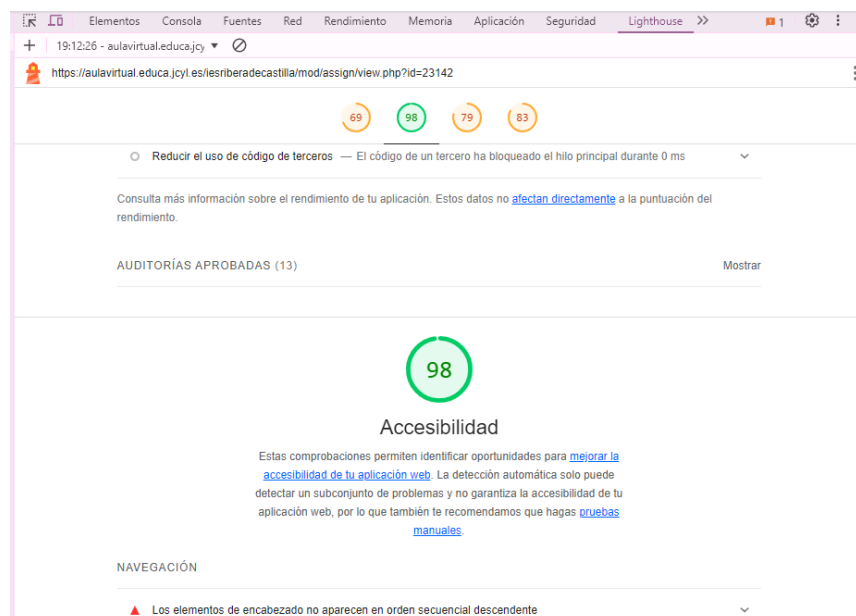 Elementos Consola Fuentes Red Rendimiento Memoria Aplicación Seguridad Lighthouse 1
19:12:26 - aulavirtual.educa.jcy
https://aulavirtual.educa.jcyl.es/iesriberadecastilla/mod/assign/view.php?id=23142
69 98 79 83
Reducir el uso de código de terceros — El código de un tercero ha bloqueado el hilo principal durante 0 ms
Consulta más información sobre el rendimiento de tu aplicación. Estos datos no afectan directamente a la puntuación del
rendimiento.
AUDITORÍAS APROBADAS (13) Mostrar
98
Accesibilidad
Estas comprobaciones permiten identificar oportunidades para mejorar la
accesibilidad de tu aplicación web. La detección automática solo puede
detectar un subconjunto de problemas y no garantiza la accesibilidad de tu
aplicación web, por lo que también te recomendamos que hagas pruebas
manuales.
NAVEGACIÓN
Los elementos de encabezado no aparecen en orden secuencial descendente